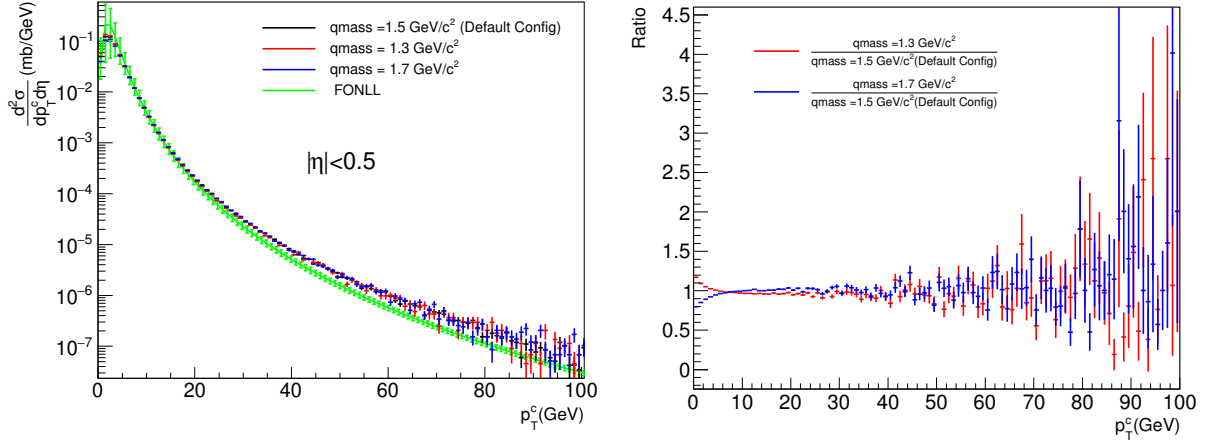 d²σ
dp_T^c dη (mb/GeV)
10⁻¹
10⁻²
10⁻³
10⁻⁴
10⁻⁵
10⁻⁶
10⁻⁷
qmass =1.5 GeV/c² (Default Config)
qmass = 1.3 GeV/c²
qmass = 1.7 GeV/c²
FONLL
|η|<0.5
0 20 40 60 80 100
p_T^c(GeV)
Ratio
4.5
4
3.5
3
2.5
2
1.5
1
0.5
0
qmass =1.3 GeV/c²
qmass =1.5 GeV/c²(Default Config)
qmass =1.7 GeV/c²
qmass =1.5 GeV/c²(Default Config)
0 10 20 30 40 50 60 70 80 90 100
p_T^c(GeV)